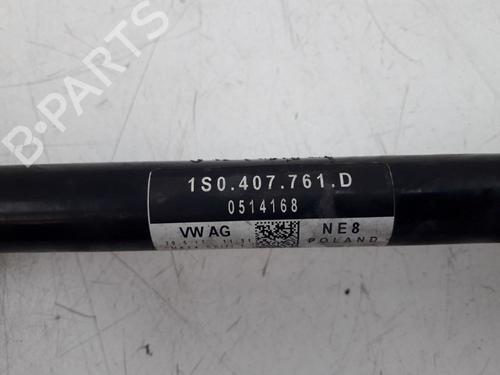 B-PARTS
1S0.407.761.D
0514168
VW AG NE8
POLAND